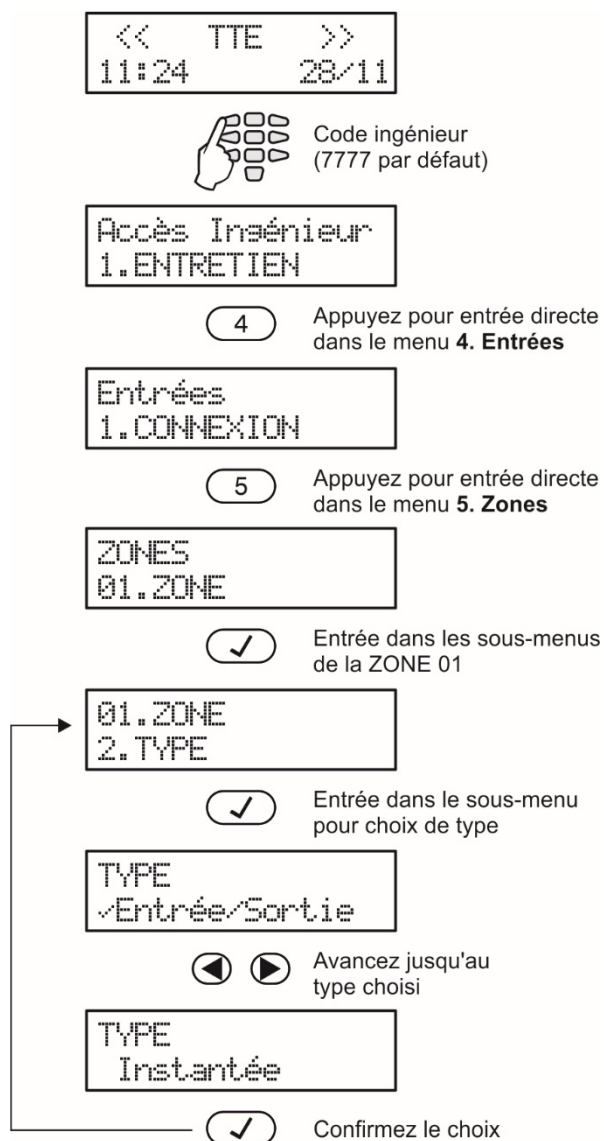 << TTE >>
11:24 28/11
Code ingénieur
(7777 par défaut)
Accès Ingénieur
1.ENTRETIEN
4
Appuyez pour entrée directe
dans le menu 4. Entrées
Entrées
1.CONNEXION
5
Appuyez pour entrée directe
dans le menu 5. Zones
ZONES
01.ZONE
✓
Entrée dans les sous-menus
de la ZONE 01
01.ZONE
2.TYPE
✓
Entrée dans le sous-menu
pour choix de type
TYPE
✓Entrée/Sortie
Avancez jusqu'au
type choisi
TYPE
Instantée
✓
Confirmez le choix